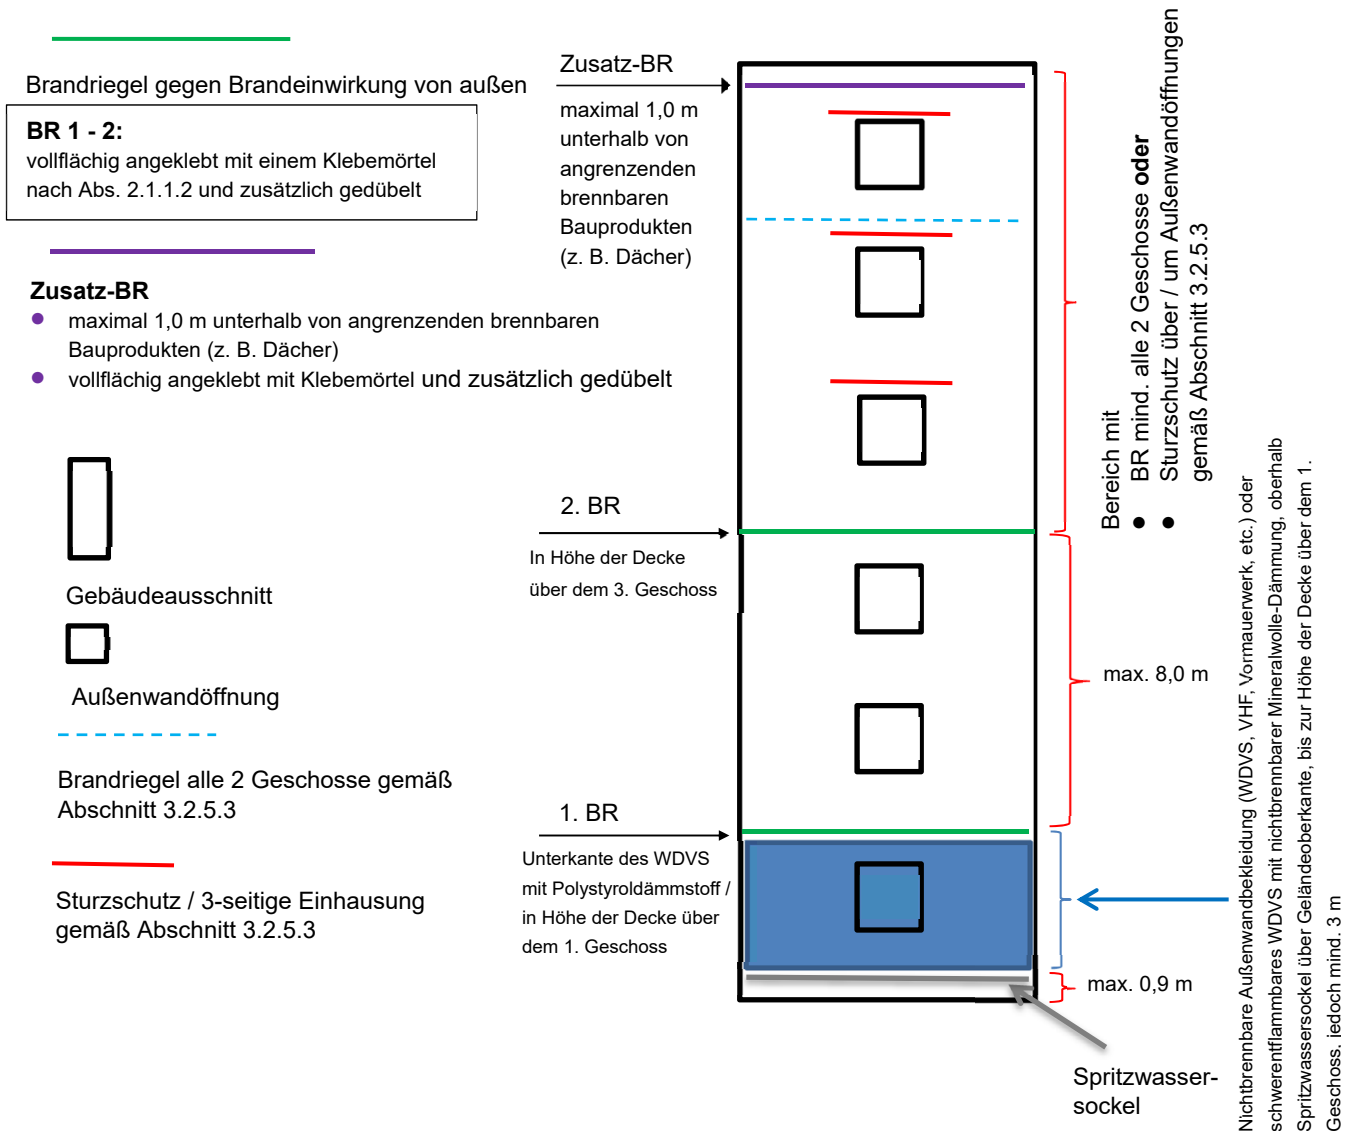 Brandriegel gegen Brandeinwirkung von außen
BR 1 - 2:
vollflächig angeklebt mit einem Klebemörtel
nach Abs. 2.1.1.2 und zusätzlich gedübelt
Zusatz-BR
● maximal 1,0 m unterhalb von angrenzenden brennbaren
Bauprodukten (z. B. Dächer)
● vollflächig angeklebt mit Klebemörtel und zusätzlich gedübelt
Gebäudeausschnitt
Außenwandöffnung
Brandriegel alle 2 Geschosse gemäß
Abschnitt 3.2.5.3
Sturzschutz / 3-seitige Einhausung
gemäß Abschnitt 3.2.5.3
Zusatz-BR
maximal 1,0 m
unterhalb von
angrenzenden
brennbaren
Bauprodukten
(z. B. Dächer)
2. BR
In Höhe der Decke
über dem 3. Geschoss
1. BR
Unterkante des WDVS
mit Polystyroldämmstoff /
in Höhe der Decke über
dem 1. Geschoss
Bereich mit
● BR mind. alle 2 Geschosse oder
● Sturzschutz über / um Außenwandöffnungen
gemäß Abschnitt 3.2.5.3
max. 8,0 m
max. 0,9 m
Spritzwasser-
sockel
Nichtbrennbare Außenwandbekleidung (WDVS, VHF, Vormauerwerk, etc.) oder
schwerentflammbares WDVS mit nichtbrennbarer Mineralwolle-Dämmung, oberhalb
Spritzwassersockel über Geländeoberkante, bis zur Höhe der Decke über dem 1.
Geschoss. jedoch mind. 3 m